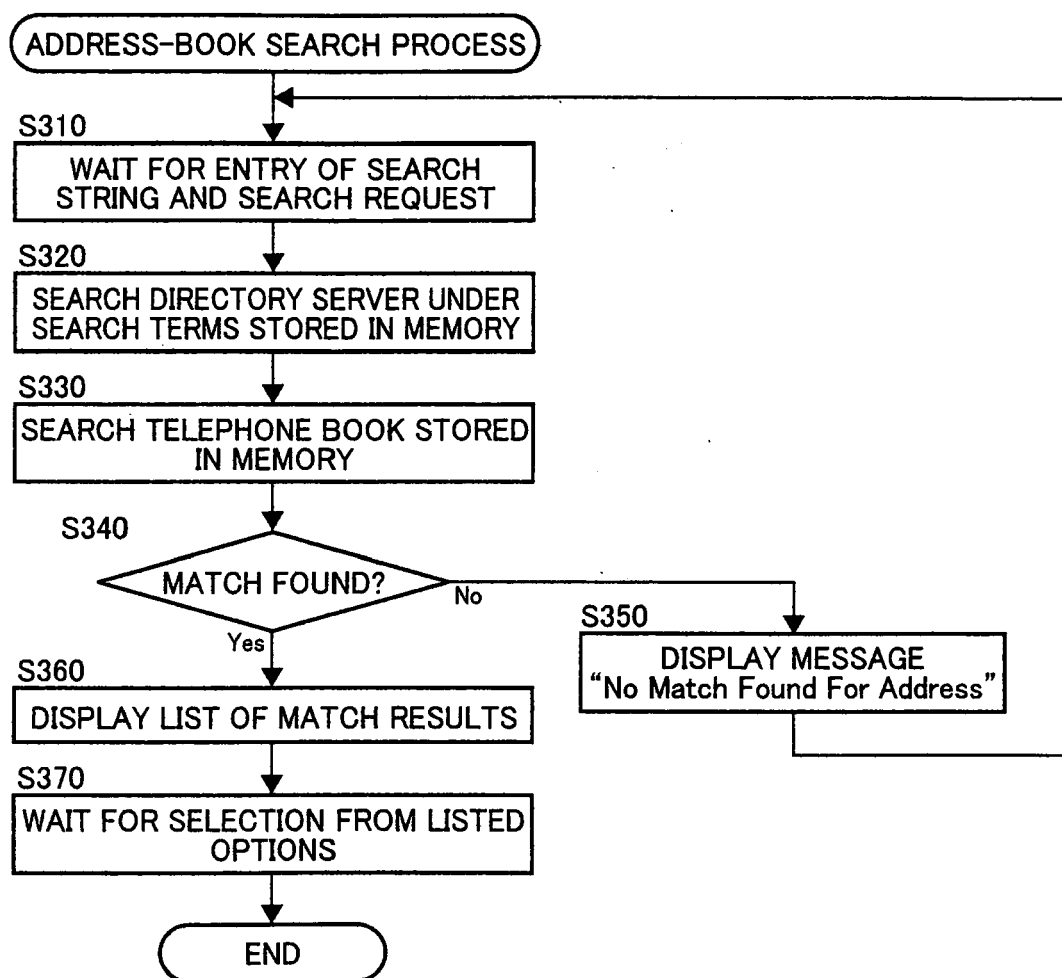 ADDRESS-BOOK SEARCH PROCESS
S310
WAIT FOR ENTRY OF SEARCH
STRING AND SEARCH REQUEST
S320
SEARCH DIRECTORY SERVER UNDER
SEARCH TERMS STORED IN MEMORY
S330
SEARCH TELEPHONE BOOK STORED
IN MEMORY
S340
MATCH FOUND?
No
Yes
S350
DISPLAY MESSAGE
“No Match Found For Address”
S360
DISPLAY LIST OF MATCH RESULTS
S370
WAIT FOR SELECTION FROM LISTED
OPTIONS
END